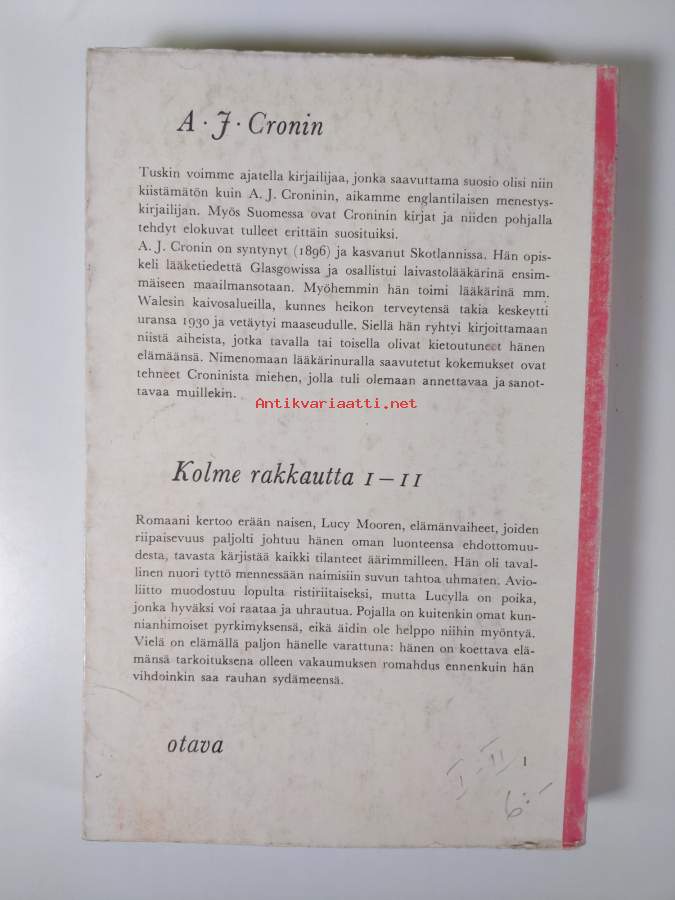 A · J · Cronin
Tuskin voimme ajatella kirjailijaa, jonka saavuttama suosio olisi niin
kiistämätön kuin A. J. Croninin, aikamme englantilaisen menestys-
kirjailijan. Myös Suomessa ovat Croninin kirjat ja niiden pohjalla
tehdyt elokuvat tulleet erittäin suosituiksi.
A. J. Cronin on syntynyt (1896) ja kasvanut Skotlannissa. Hän opis-
keli lääketiedettä Glasgowissa ja osallistui laivastolääkärinä ensim-
mäiseen maailmansotaan. Myöhemmin hän toimi lääkärinä mm.
Walesin kaivosalueilla, kunnes heikon terveytensä takia keskeytti
uransa 1930 ja vetäytyi maaseudulle. Siellä hän ryhtyi kirjoittamaan
niistä aiheista, jotka tavalla tai toisella olivat kietoutuneet hänen
elämäänsä. Nimenomaan lääkärinuralla saavutetut kokemukset ovat
tehneet Croninista miehen, jolla tuli olemaan annettavaa ja sanot-
tavaa muillekin.
Antikvariaatti.net
Kolme rakkautta I–II
Romaani kertoo erään naisen, Lucy Mooren, elämänvaiheet, joiden
riipaisevuus paljolti johtuu hänen oman luonteensa ehdottomuu-
desta, tavasta kärjistää kaikki tilanteet äärimmilleen. Hän oli taval-
linen nuori tyttö mennessään naimisiin suvun tahtoa uhmaten. Avio-
liitto muodostuu lopulta ristiriitaiseksi, mutta Lucylla on poika,
jonka hyväksi voi raataa ja uhrautua. Pojalla on kuitenkin omat kun-
nianhimoiset pyrkimyksensä, eikä äidin ole helppo niihin myöntyä.
Vielä on elämällä paljon hänelle varattuna: hänen on koettava elä-
mänsä tarkoituksena olleen vakaumuksen romahdus ennenkuin hän
vihdoinkin saa rauhan sydämeensä.
otava
I-II
1
6:-